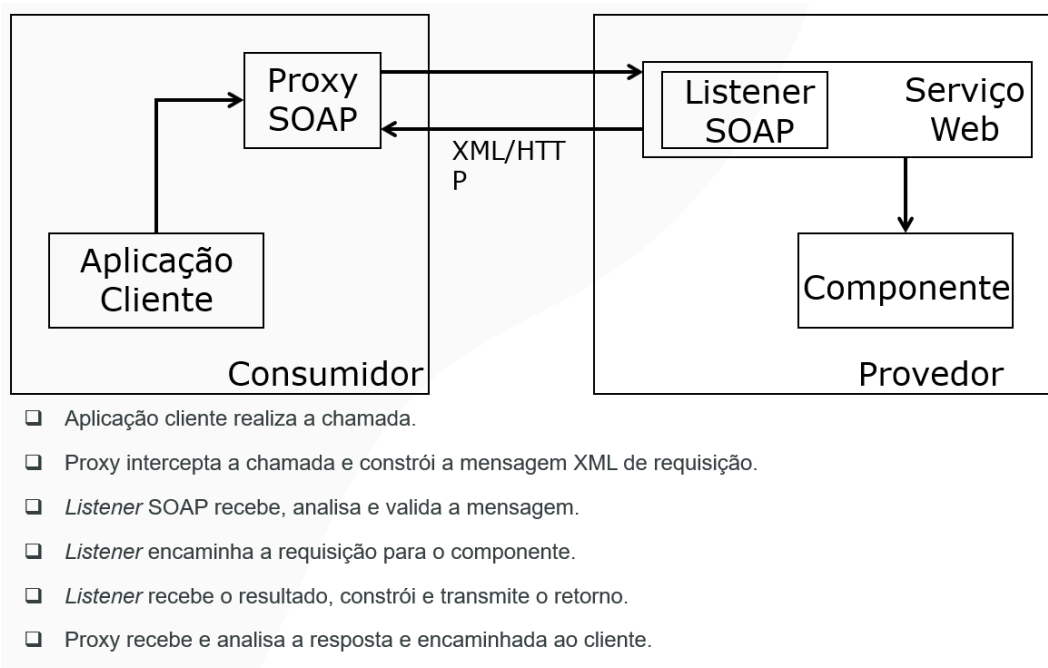 Proxy
SOAP
Listener
SOAP
Serviço
Web
XML/HTT
P
Aplicação
Cliente
Componente
Consumidor
Provedor
❑ Aplicação cliente realiza a chamada.
❑ Proxy intercepta a chamada e constrói a mensagem XML de requisição.
❑ Listener SOAP recebe, analisa e valida a mensagem.
❑ Listener encaminha a requisição para o componente.
❑ Listener recebe o resultado, constrói e transmite o retorno.
❑ Proxy recebe e analisa a resposta e encaminhada ao cliente.